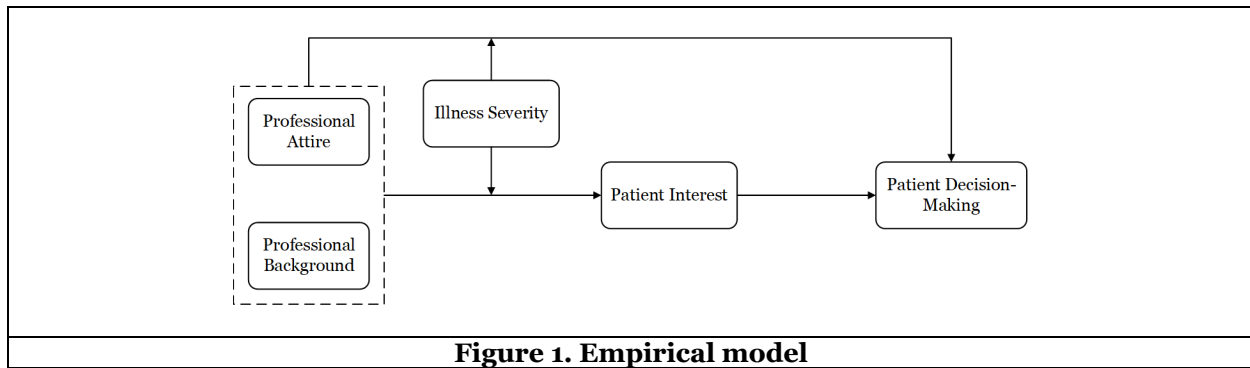 Professional
Attire
Illness Severity
Patient Interest
Patient Decision-
Making
Professional
Background
Figure 1. Empirical model